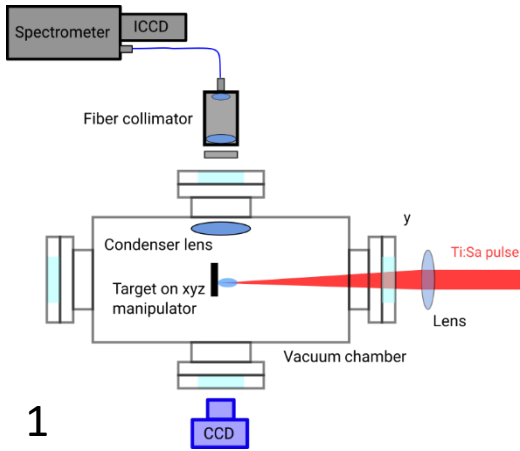 Spectrometer
ICCD
Fiber collimator
y
Condenser lens
Ti:Sa pulse
Target on xyz
manipulator
Lens
Vacuum chamber
CCD
1